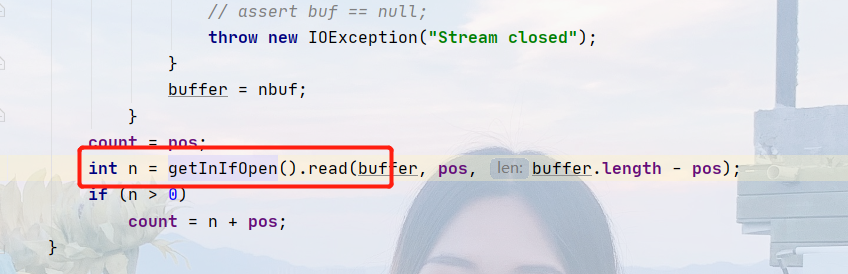 // assert buf == null;
throw new IOException("Stream closed");
}
buffer = nbuf;
}
count = pos;
int n = getInIfOpen().read(buffer, pos, len: buffer.length - pos);
if (n > 0)
count = n + pos;
}